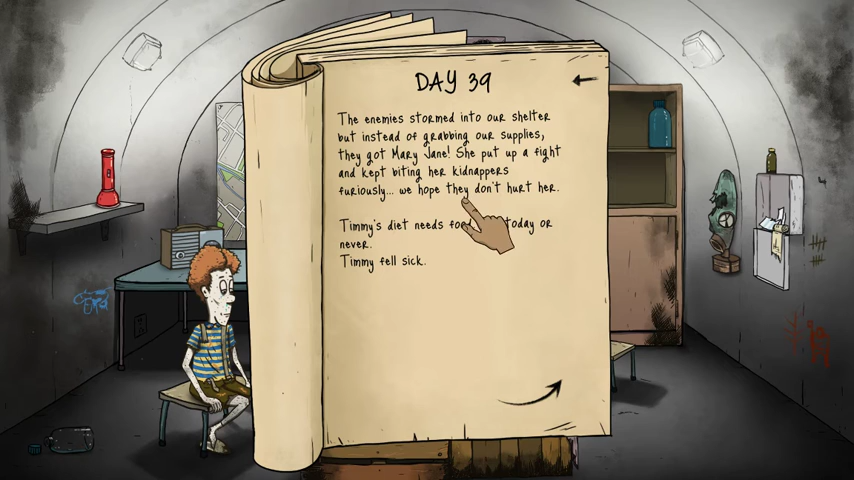 DAY 39
The enemies stormed into our shelter
but instead of grabbing our supplies,
they got Mary Jane! She put up a fight
and kept biting her kidnappers
furiously... we hope they don't hurt her.
Timmy's diet needs today or
never.
Timmy fell sick.